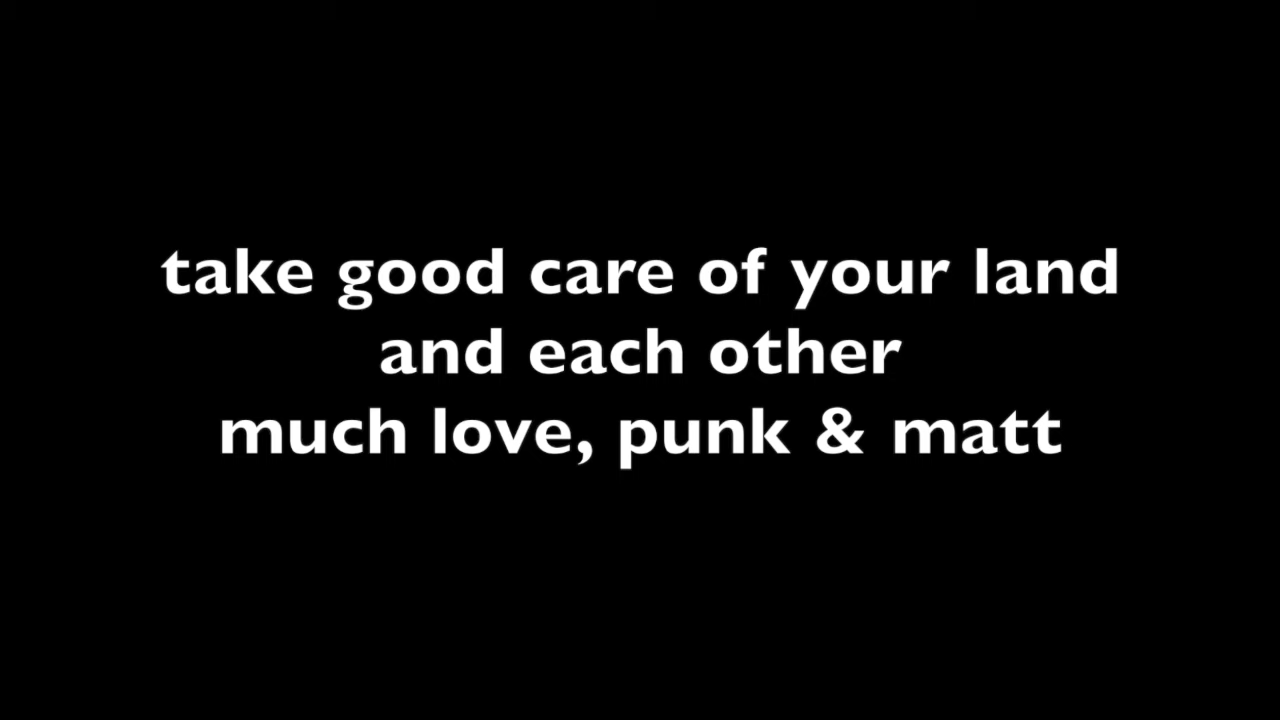 take good care of your land
and each other
much love, punk & matt